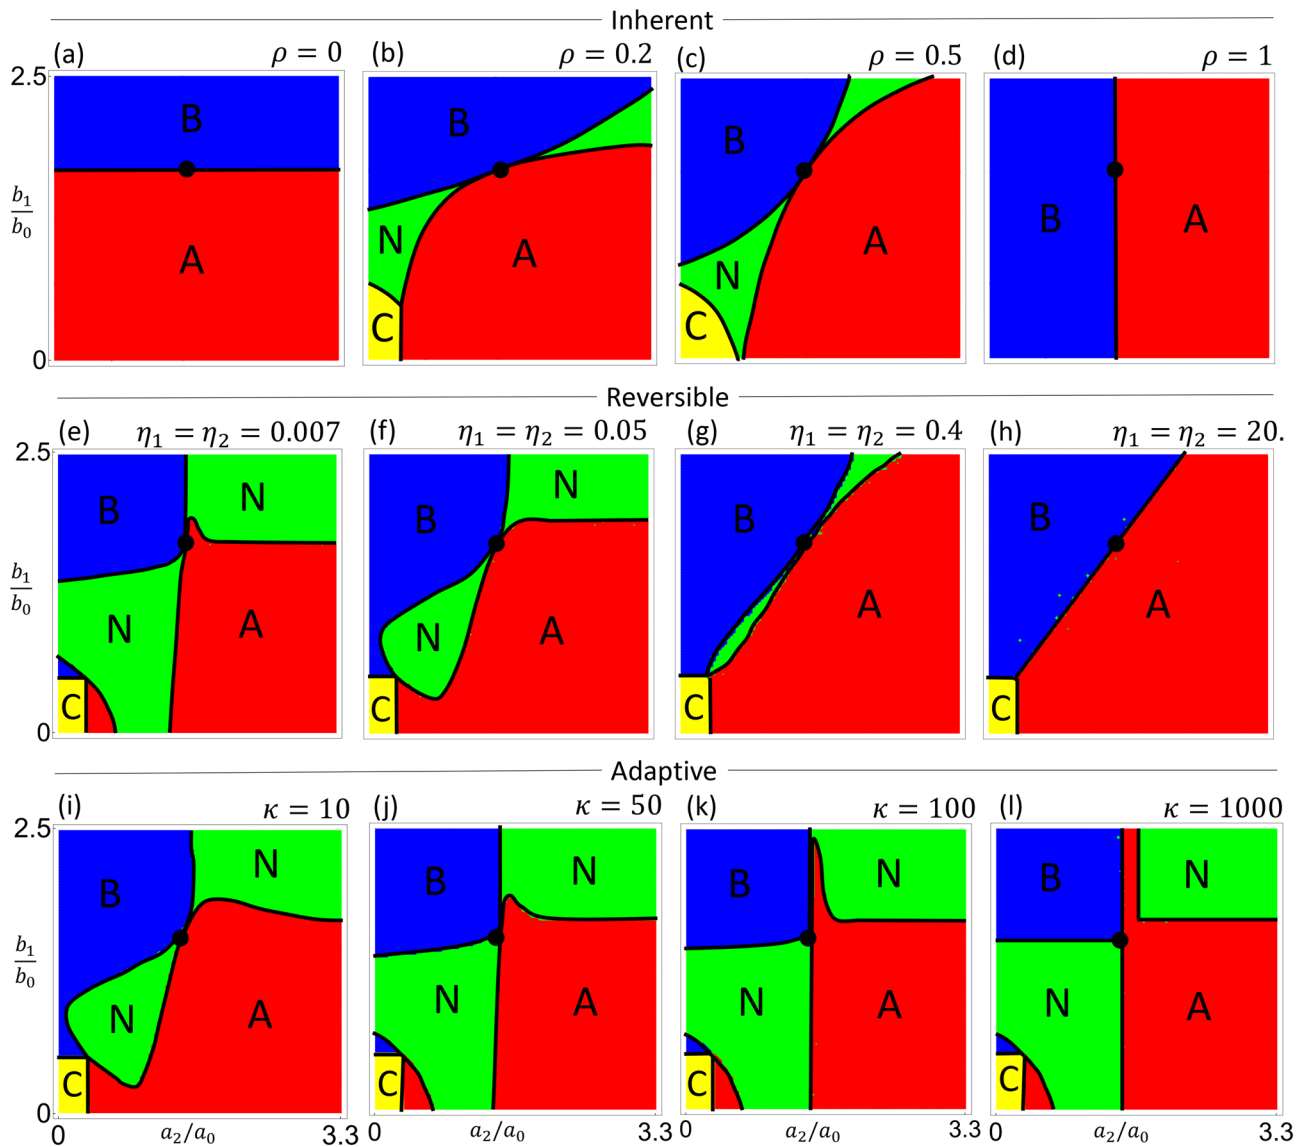 Inherent
(a) ρ = 0 (b) ρ = 0.2 (c) ρ = 0.5 (d) ρ = 1
2.5
B
B
B
A
N
A
N
A
C
C
B
A
b₁/b₀
0
Reversible
(e) η₁ = η₂ = 0.007 (f) η₁ = η₂ = 0.05 (g) η₁ = η₂ = 0.4 (h) η₁ = η₂ = 20.
2.5
B
N
N
A
C
B
N
N
A
C
B
A
C
B
A
C
b₁/b₀
0
Adaptive
(i) κ = 10 (j) κ = 50 (k) κ = 100 (l) κ = 1000
2.5
B
N
N
A
C
B
N
N
A
C
B
N
N
A
C
B
N
N
A
C
b₁/b₀
0
0 a₂/a₀ 3.3 0 a₂/a₀ 3.3 0 a₂/a₀ 3.3 0 a₂/a₀ 3.3